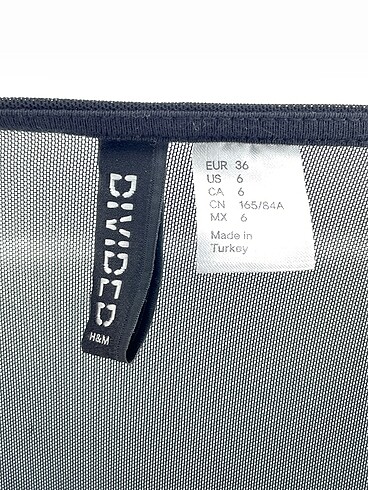 DIVIDED
H&M
EUR 36
US 6
CA 6
CN 165/84A
MX 6
Made in
Turkey